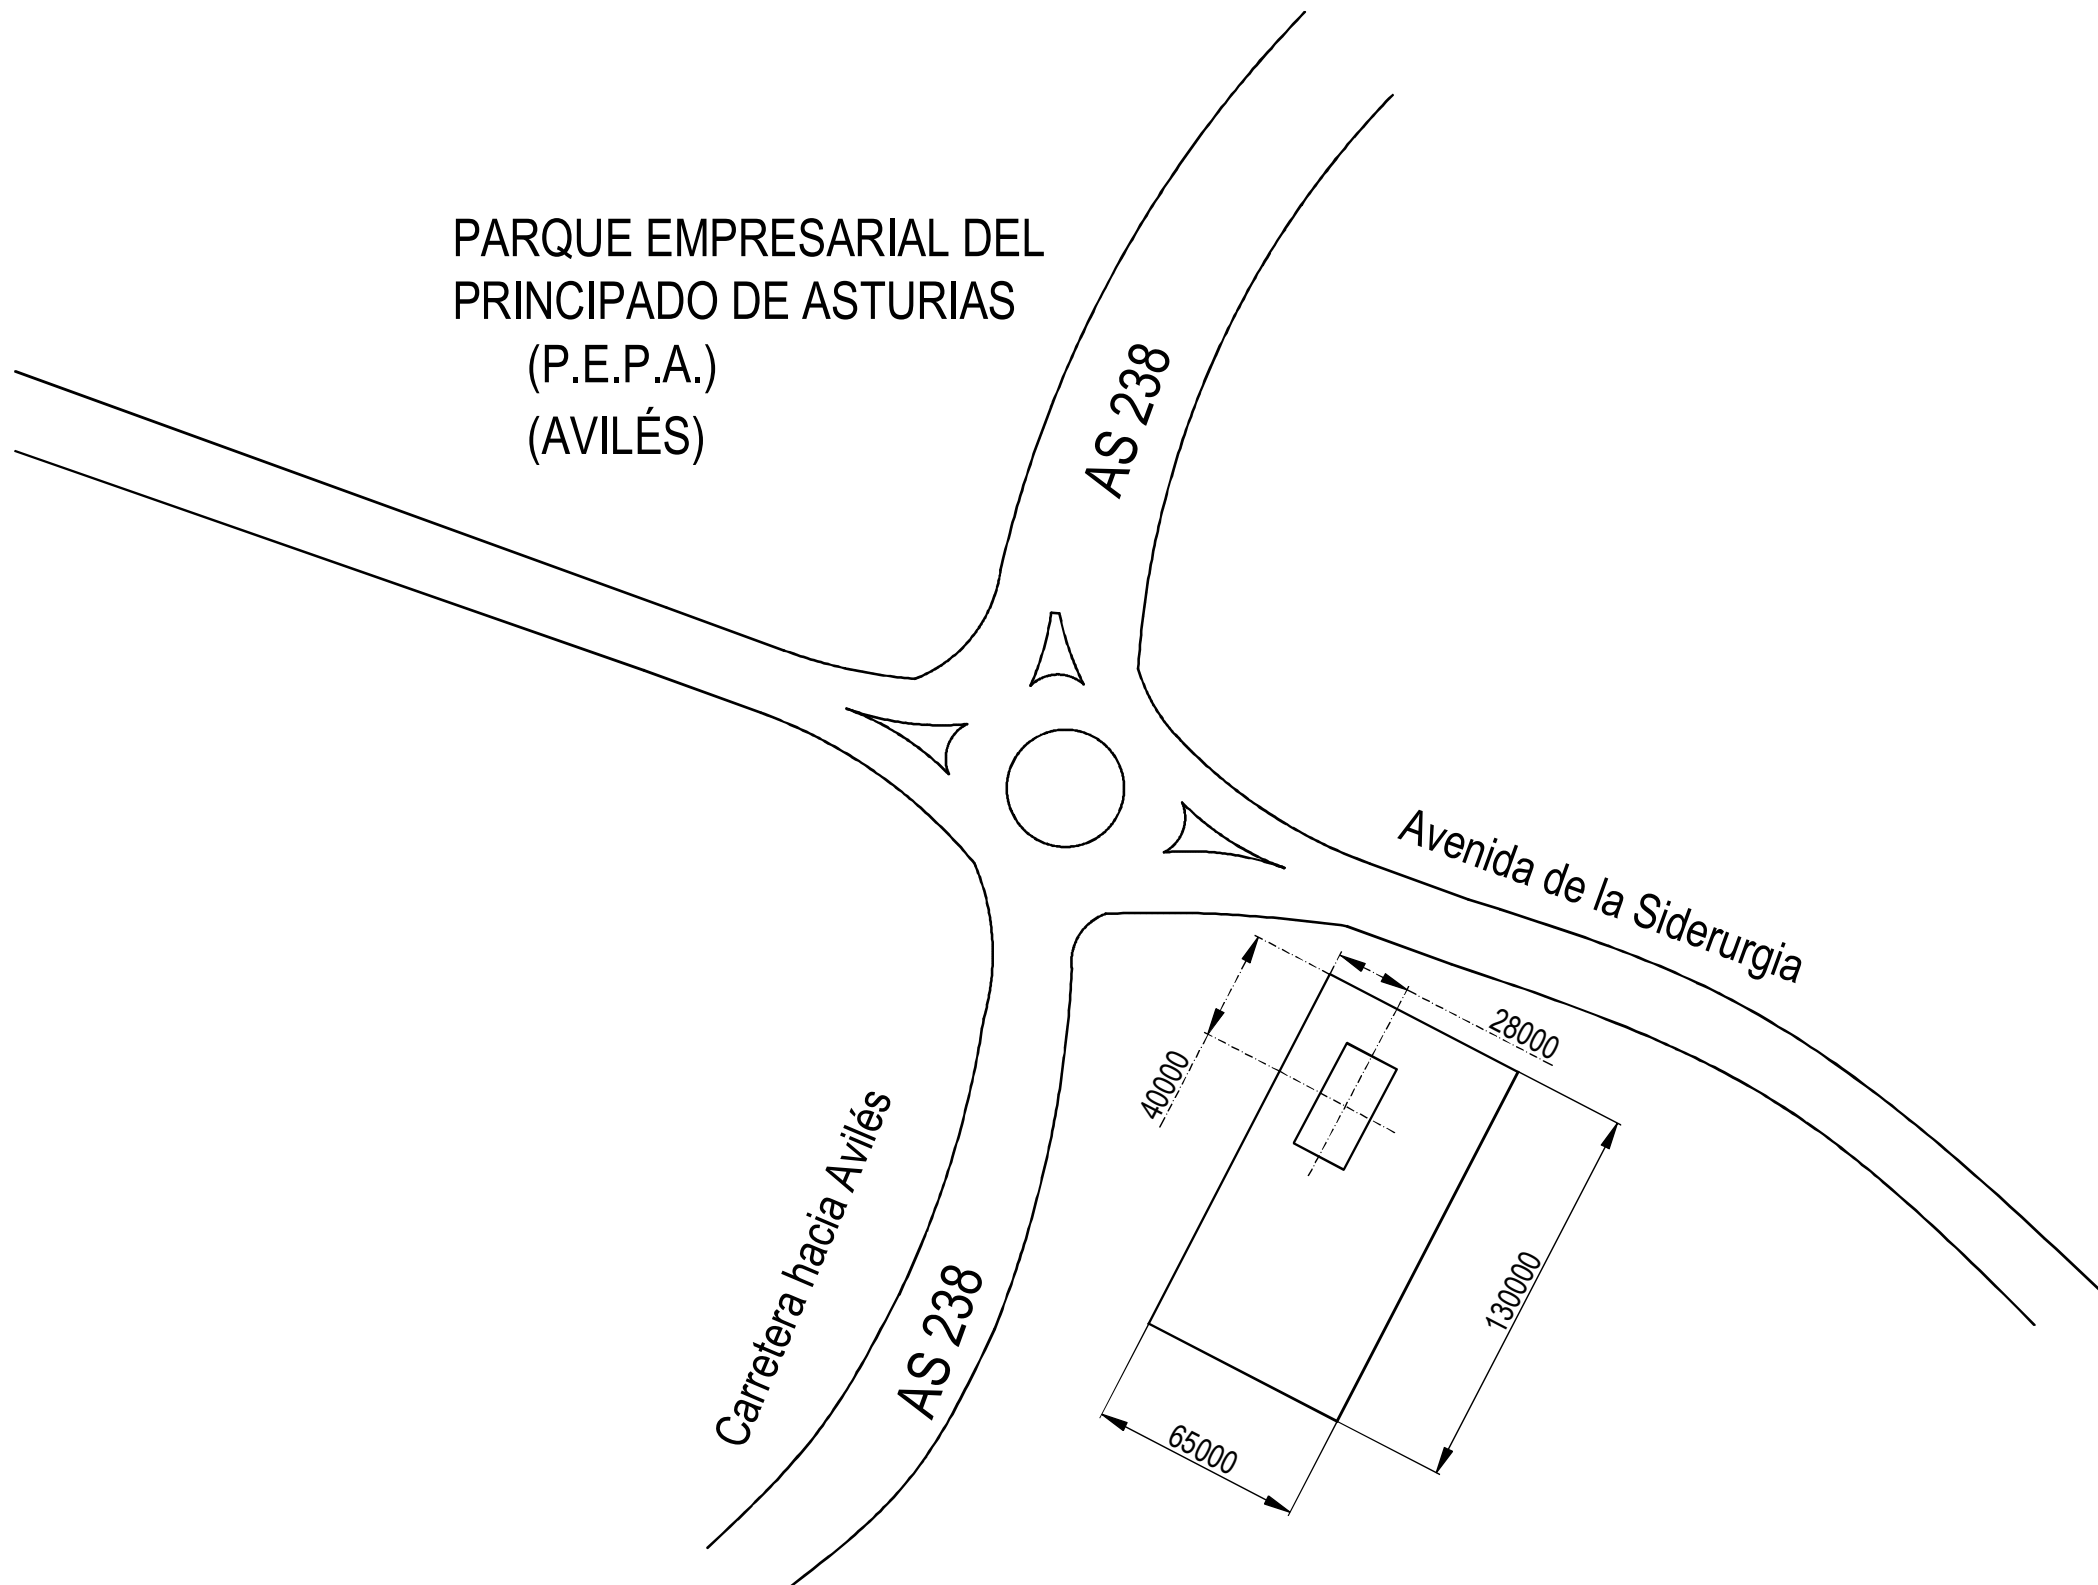 PARQUE EMPRESARIAL DEL
PRINCIPADO DE ASTURIAS
(P.E.P.A.)
(AVILÉS)
AS 238
Avenida de la Siderurgia
28000
40000
Carretera hacia Avilés
AS 238
130000
65000